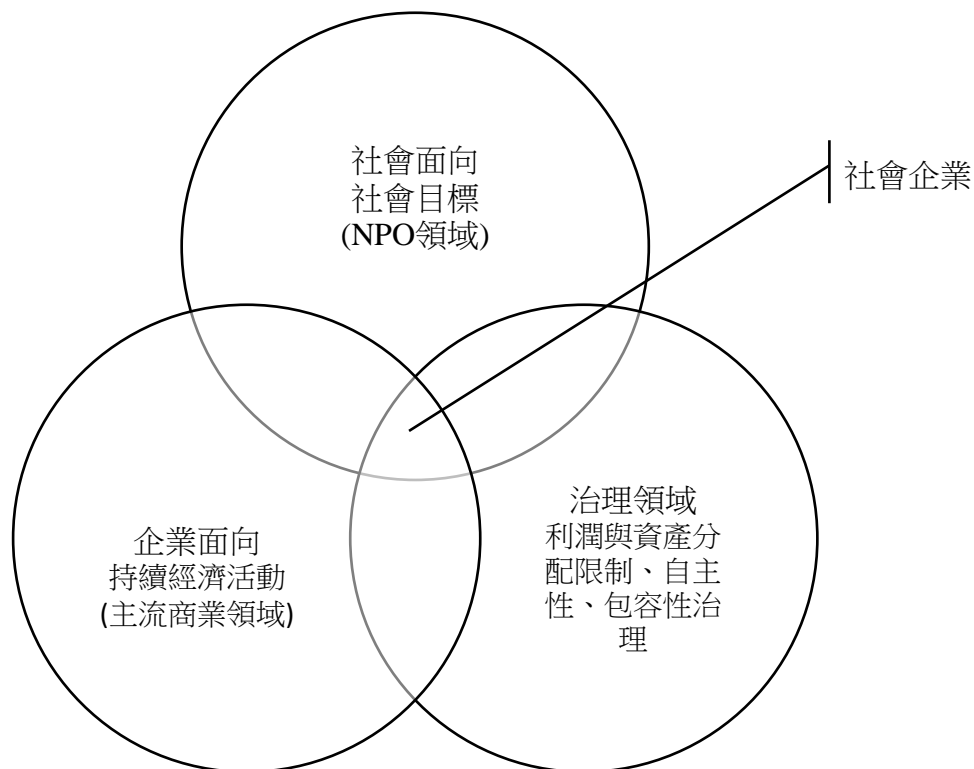 社會面向
社會目標
(NPO領域)
社會企業
企業面向
持續經濟活動
(主流商業領域)
治理領域
利潤與資產分
配限制、自主
性、包容性治
理